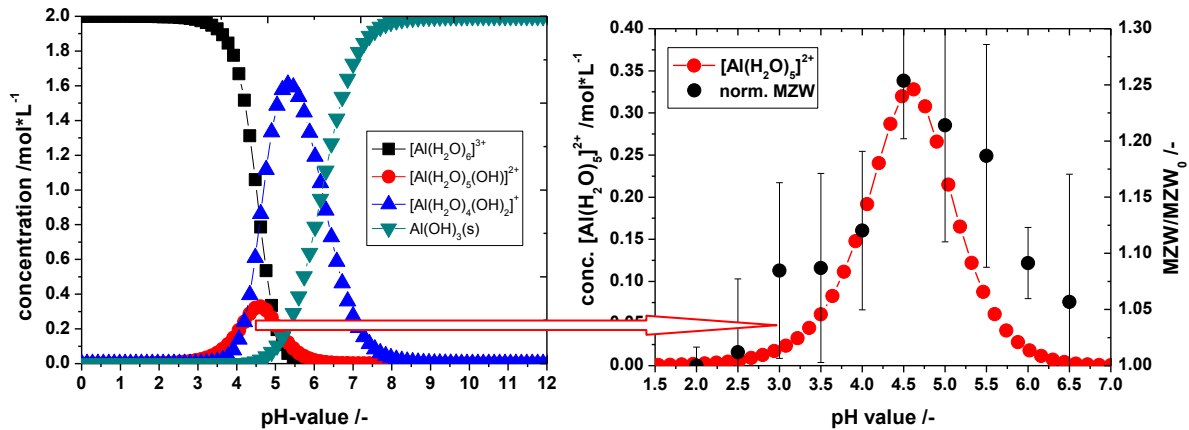 2.0
1.8
1.6
1.4
1.2
1.0
0.8
0.6
0.4
0.2
0.0
concentration /mol*L⁻¹
[Al(H₂O)₆]³⁺
[Al(H₂O)₅(OH)]²⁺
[Al(H₂O)₄(OH)₂]⁺
Al(OH)₃(s)
0 1 2 3 4 5 6 7 8 9 10 11 12
pH-value /-
0.40
0.35
0.30
0.25
0.20
0.15
0.10
0.05
0.00
conc. [Al(H₂O)₅]²⁺ /mol*L⁻¹
[Al(H₂O)₅]²⁺
norm. MZW
1.30
1.25
1.20
1.15
1.10
1.05
1.00
MZW/MZW₀ /-
1.5 2.0 2.5 3.0 3.5 4.0 4.5 5.0 5.5 6.0 6.5 7.0
pH value /-